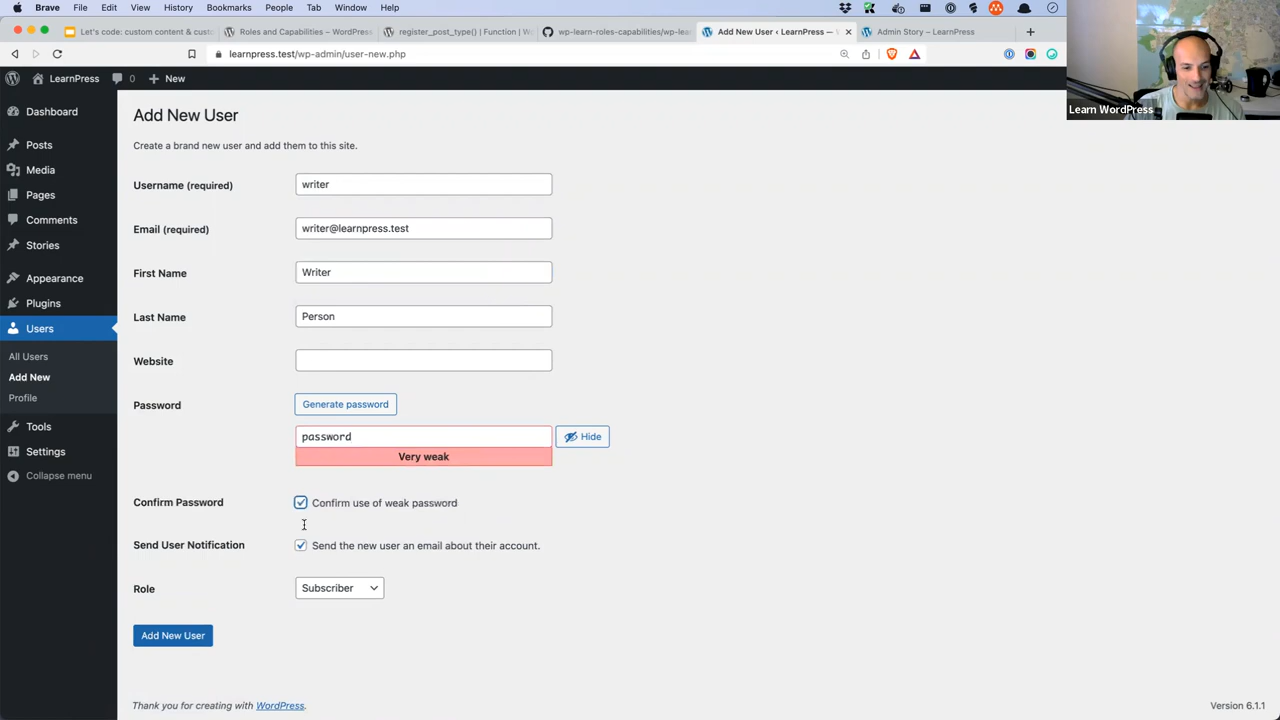 Brave File Edit View History Bookmarks People Tab Window Help
Let's code: custom content & cust
Roles and Capabilities – WordPress
register_post_type() | Function | W
wp-learn-roles-capabilities/wp-lea
Add New User ‹ LearnPress —
Admin Story – LearnPress
learnpress.test/wp-admin/user-new.php
LearnPress 0 New
Learn WordPress
Dashboard
Posts
Media
Pages
Comments
Stories
Appearance
Plugins
Users
All Users
Add New
Profile
Tools
Settings
Collapse menu
Add New User
Create a brand new user and add them to this site.
Username (required) writer
Email (required) writer@learnpress.test
First Name Writer
Last Name Person
Website
Password Generate password
password Hide
Very weak
Confirm Password Confirm use of weak password
Send User Notification Send the new user an email about their account.
Role Subscriber
Add New User
Thank you for creating with WordPress.
Version 6.1.1